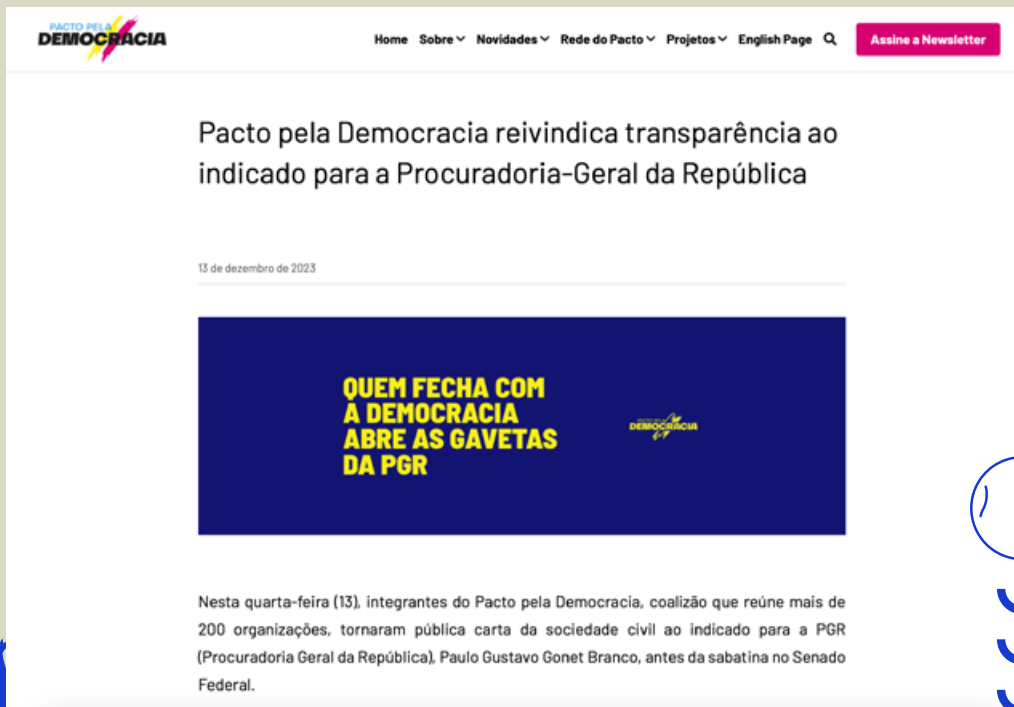 PACTO PELA
DEMOCRACIA
Home Sobre Novidades Rede do Pacto Projetos English Page Assine a Newsletter
Pacto pela Democracia reivindica transparência ao
indicado para a Procuradoria-Geral da República
13 de dezembro de 2023
QUEM FECHA COM
A DEMOCRACIA
ABRE AS GAVETAS
DA PGR
PACTO PELA
DEMOCRACIA
Nesta quarta-feira (13), integrantes do Pacto pela Democracia, coalizão que reúne mais de
200 organizações, tornaram pública carta da sociedade civil ao indicado para a PGR
(Procuradoria Geral da República), Paulo Gustavo Gonet Branco, antes da sabatina no Senado
Federal.